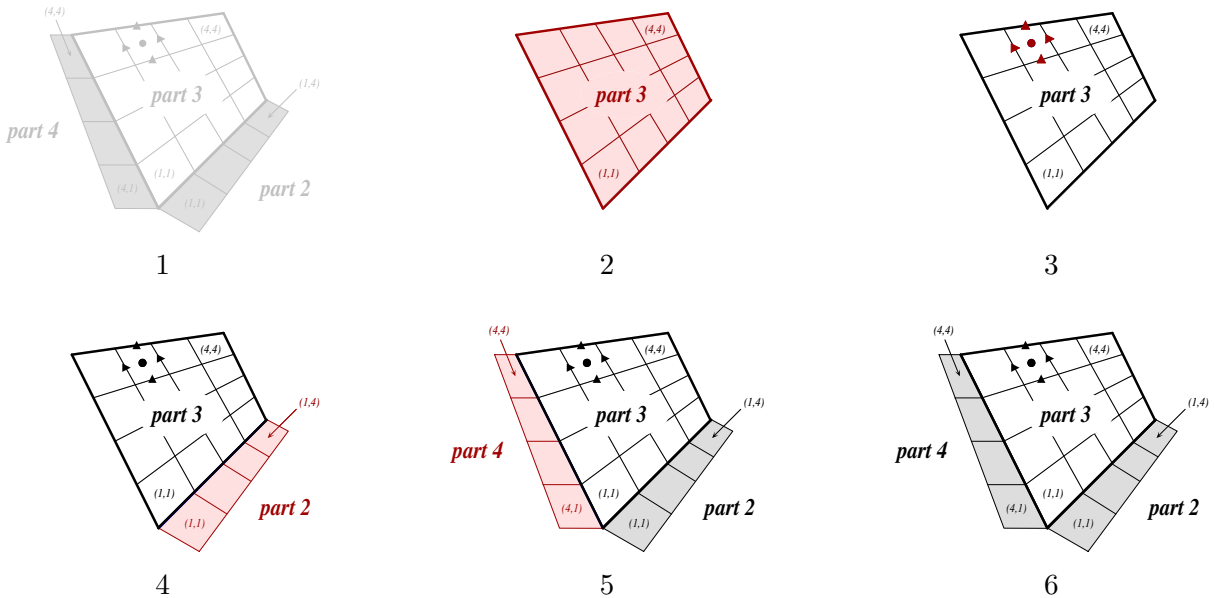 (4,4)
(4,4)
(1,4)
part 3
part 4
(1,1)
(4,1)
(1,1)
part 2
1
(4,4)
part 3
(1,1)
2
(4,4)
part 3
(1,1)
3
(4,4)
(1,4)
part 3
(1,1)
(1,1)
part 2
4
(4,4)
(4,4)
(1,4)
part 3
part 4
(1,1)
(4,1)
(1,1)
part 2
5
(4,4)
(4,4)
(1,4)
part 3
part 4
(1,1)
(4,1)
(1,1)
part 2
6